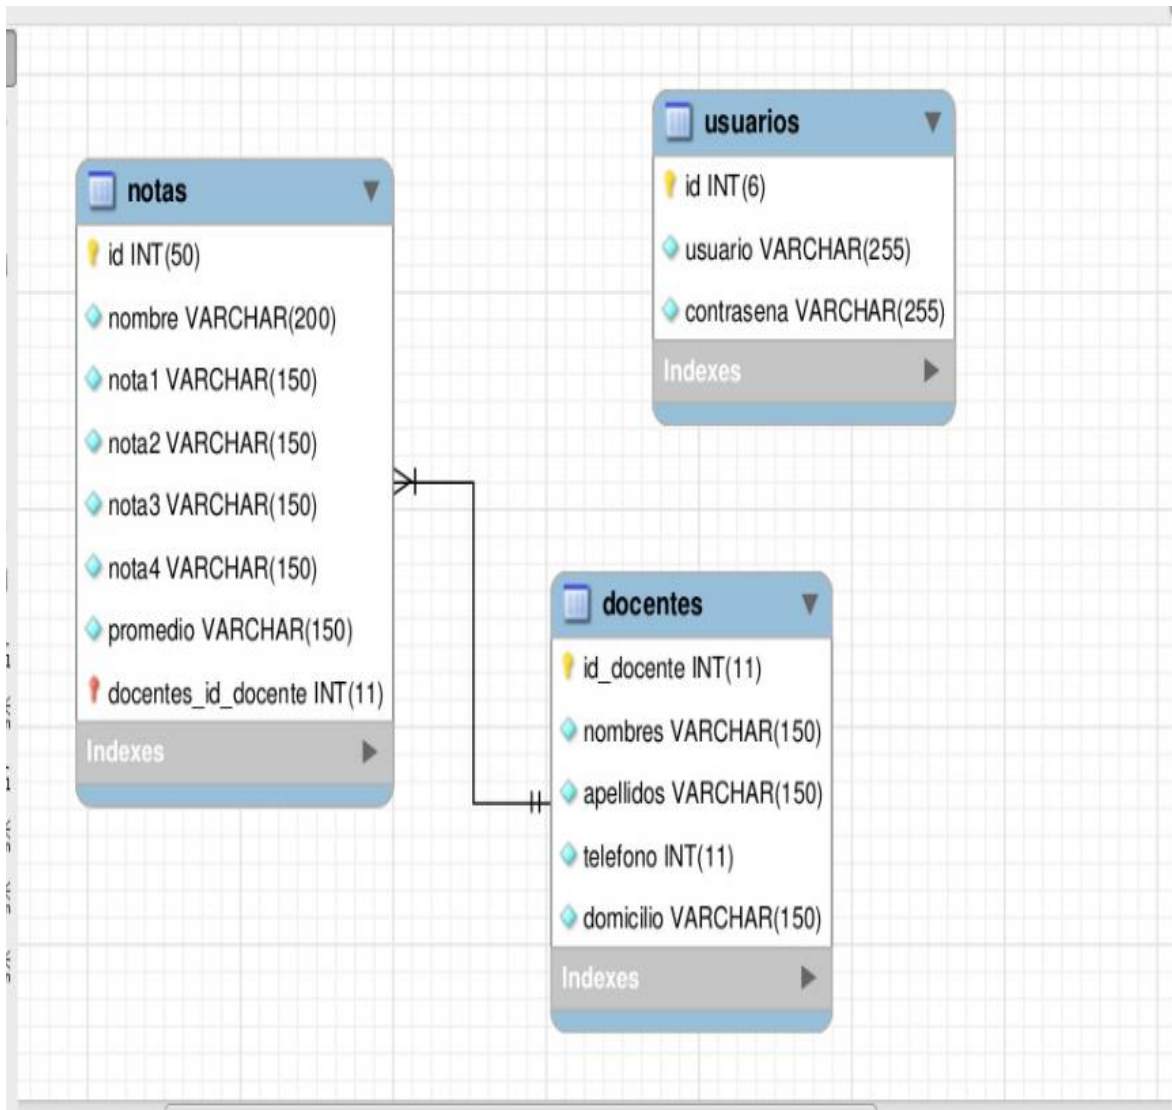 notas
id INT(50)
nombre VARCHAR(200)
nota1 VARCHAR(150)
nota2 VARCHAR(150)
nota3 VARCHAR(150)
nota4 VARCHAR(150)
promedio VARCHAR(150)
docentes_id_docente INT(11)
Indexes
usuarios
id INT(6)
usuario VARCHAR(255)
contrasena VARCHAR(255)
Indexes
docentes
id_docente INT(11)
nombres VARCHAR(150)
apellidos VARCHAR(150)
telefono INT(11)
domicilio VARCHAR(150)
Indexes